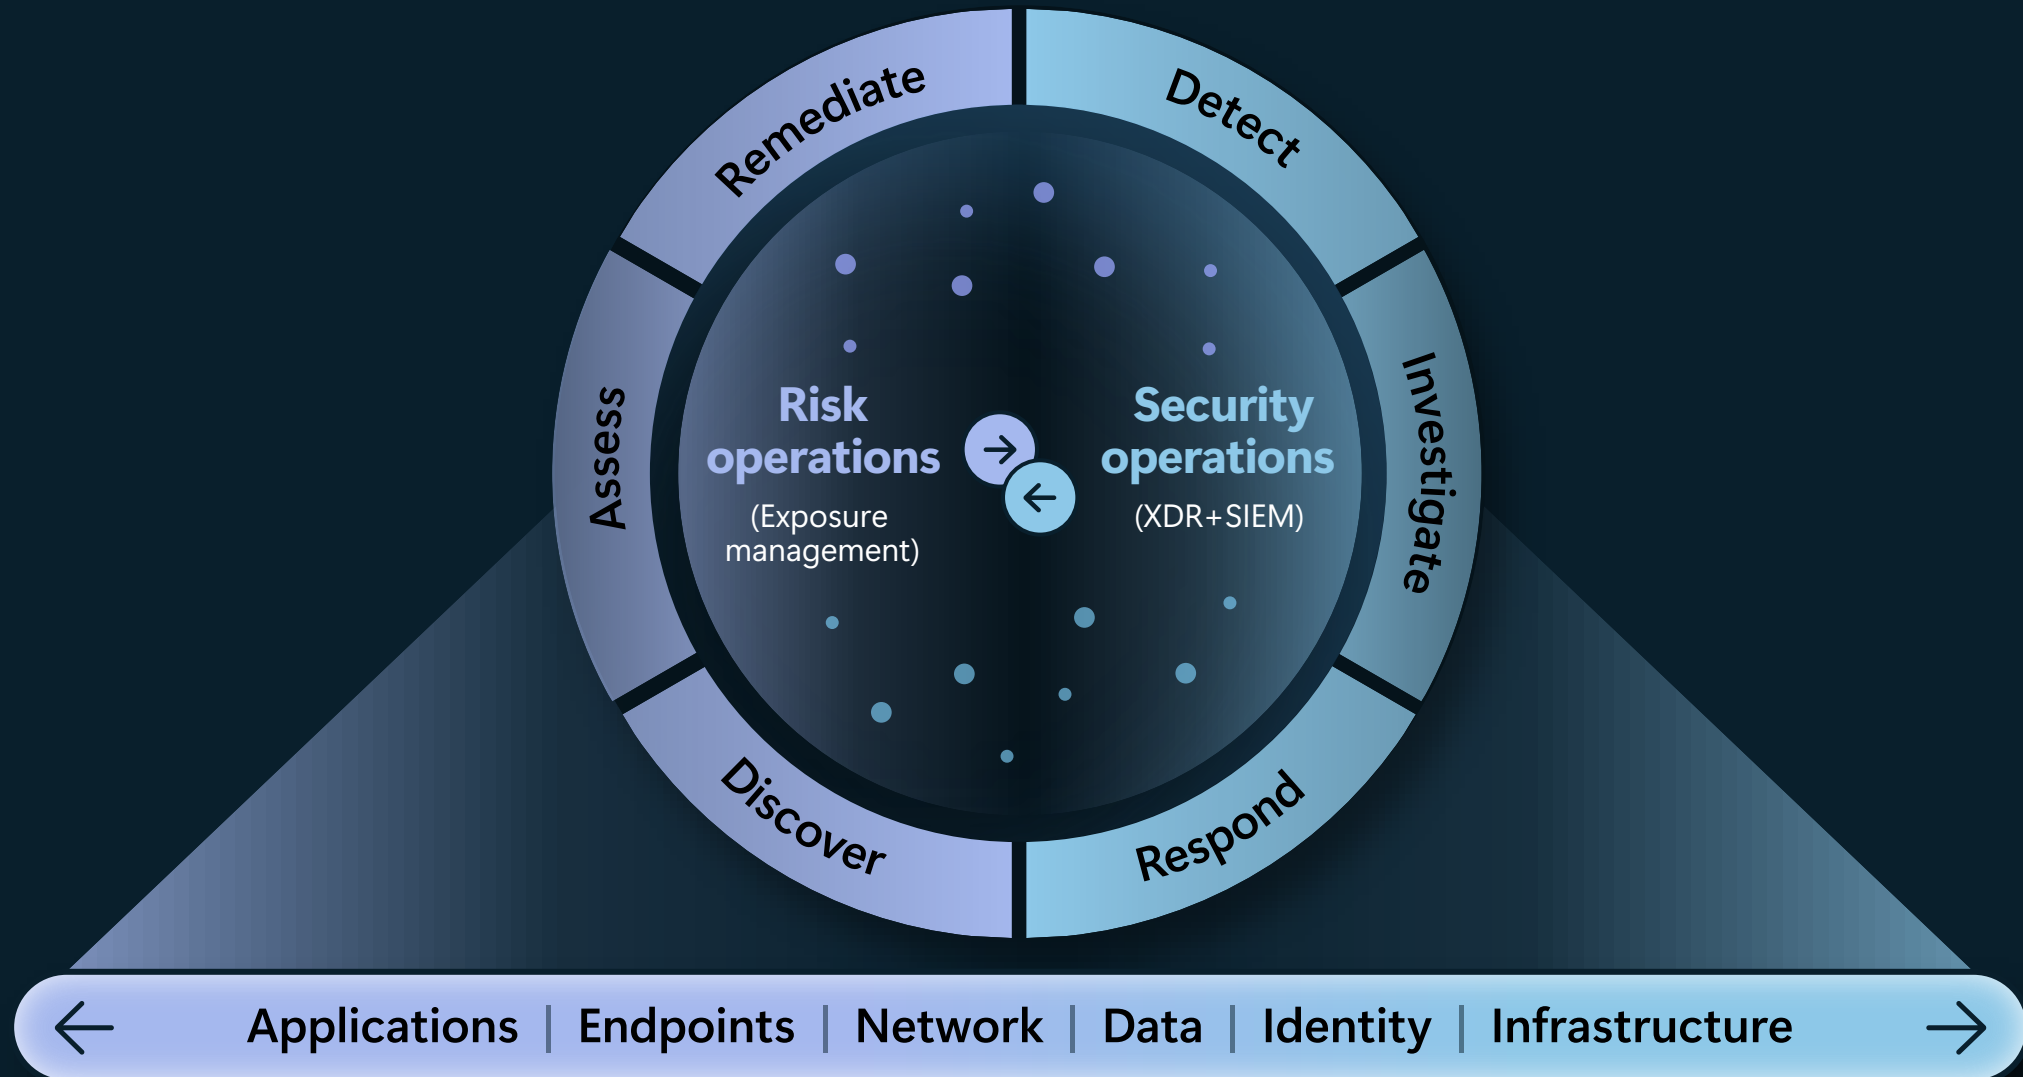 Remediate
Detect
Assess
Investigate
Risk
operations
(Exposure
management)
Security
operations
(XDR+SIEM)
Discover
Respond
Applications | Endpoints | Network | Data | Identity | Infrastructure